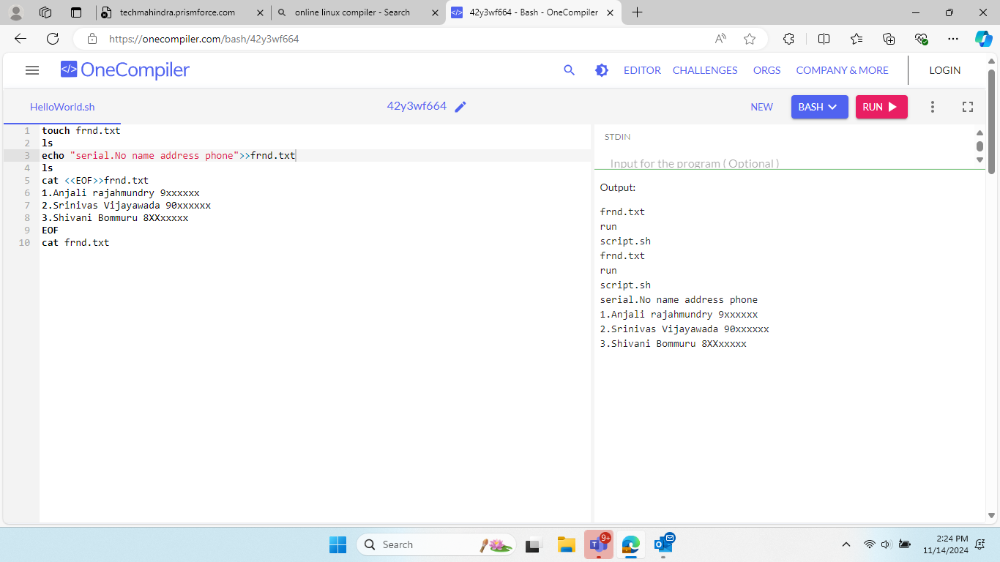 techmahindra.prismforce.com
online linux compiler - Search
42y3wf664 - Bash - OneCompiler
https://onecompiler.com/bash/42y3wf664
</> OneCompiler
EDITOR CHALLENGES ORGS COMPANY & MORE LOGIN
HelloWorld.sh
42y3wf664
NEW BASH RUN
1 touch frnd.txt
2 ls
3 echo "serial.No name address phone">>frnd.txt
4 ls
5 cat <<EOF>>frnd.txt
6 1.Anjali rajahmundry 9xxxxxx
7 2.Srinivas Vijayawada 90xxxxxx
8 3.Shivani Bommuru 8XXxxxxx
9 EOF
10 cat frnd.txt
STDIN
Input for the program ( Optional )
Output:
frnd.txt
run
script.sh
frnd.txt
run
script.sh
serial.No name address phone
1.Anjali rajahmundry 9xxxxxx
2.Srinivas Vijayawada 90xxxxxx
3.Shivani Bommuru 8XXxxxxx
Search
9+
2:24 PM
11/14/2024